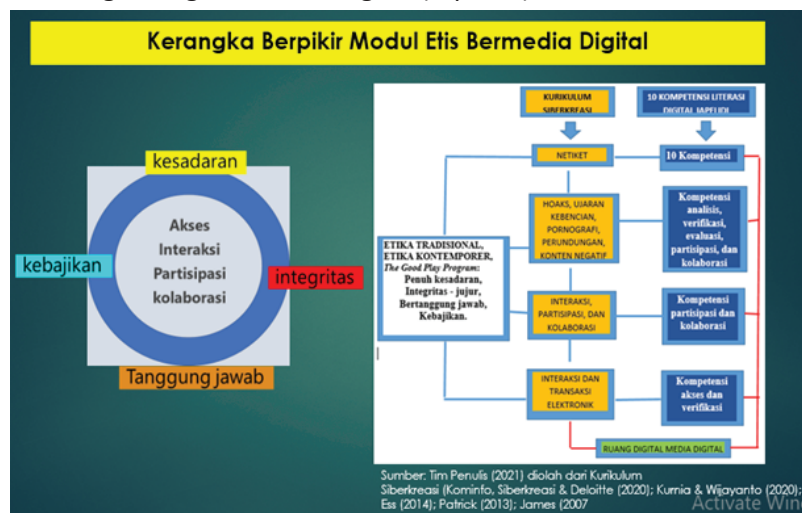 Kerangka Berpikir Modul Etis Bermedia Digital
kesadaran
kebajikan
Akses
Interaksi
Partisipasi
kolaborasi
integritas
Tanggung jawab
KURIKULUM
SIBERKREASI
10 KOMPETENSI LITERASI
DIGITAL JAPELIDI
NETIKET
10 Kompetensi
HOAKS, UJARAN
KEBENCIAN,
PORNOGRAFI,
PERUNDUNGAN,
KONTEN NEGATIF
Kompetensi
analisis,
verifikasi,
evaluasi,
partisipasi, dan
kolaborasi
ETIKA TRADISIONAL,
ETIKA KONTEMPORER,
The Good Play Program:
Penuh kesadaran,
Integritas - jujur,
Bertanggung jawab,
Kebajikan.
INTERAKSI,
PARTISIPASI, DAN
KOLABORASI
Kompetensi
partisipasi dan
kolaborasi
INTERAKSI DAN
TRANSAKSI
ELEKTRONIK
Kompetensi
akses dan
verifikasi
RUANG DIGITAL MEDIA DIGITAL
Sumber: Tim Penulis (2021) diolah dari Kurikulum
Siberkreasi (Kominfo, Siberkreasi & Deloitte (2020); Kurnia & Wijayanto (2020);
Ess (2014); Patrick (2013); James (2007
Activate Win